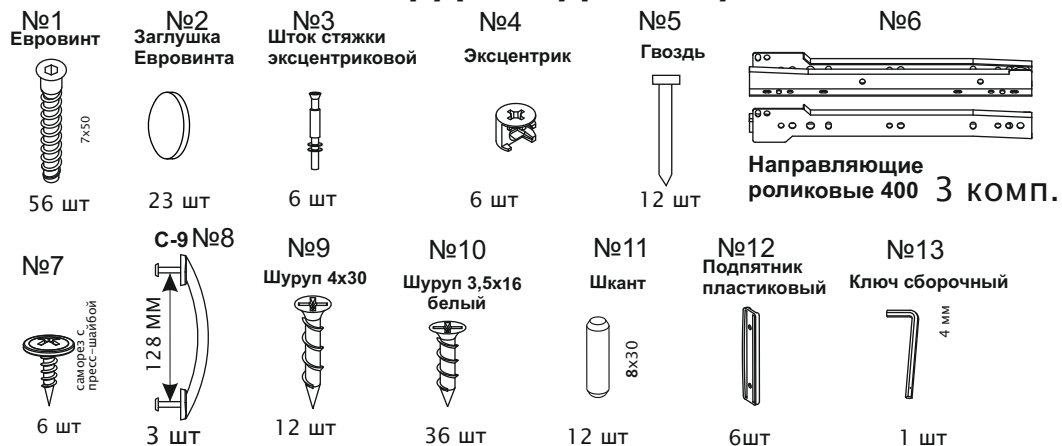 №1
Евровинт
7x50
56 шт
№2
Заглушка
Евровинта
23 шт
№3
Шток стяжки
эксцентриковой
6 шт
№4
Эксцентрик
6 шт
№5
Гвоздь
12 шт
№6
Направляющие
роликовые 400 3 комп.
№7
саморез с
пресс-шайбой
6 шт
С-9 №8
128 ММ
3 шт
№9
Шуруп 4х30
12 шт
№10
Шуруп 3,5х16
белый
36 шт
№11
Шкант
8х30
12 шт
№12
Подпятник
пластиковый
6шт
№13
Ключ сборочный
4 мм
1 шт